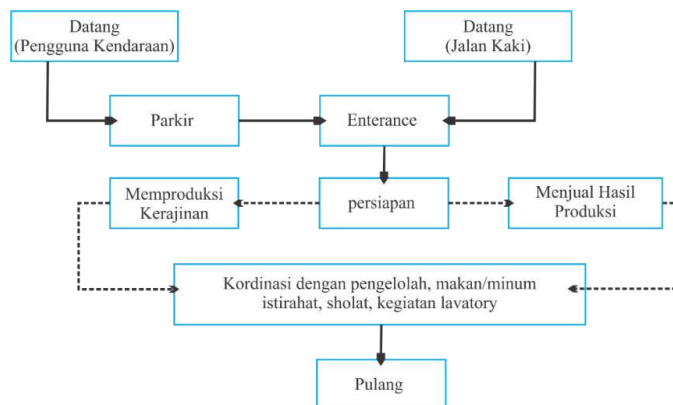 Datang
(Pengguna Kendaraan)
Datang
(Jalan Kaki)
Parkir
Enterance
Memproduksi
Kerajinan
persiapan
Menjual Hasil
Produksi
Kordinasi dengan pengelolah, makan/minum
istirahat, sholat, kegiatan lavatory
Pulang